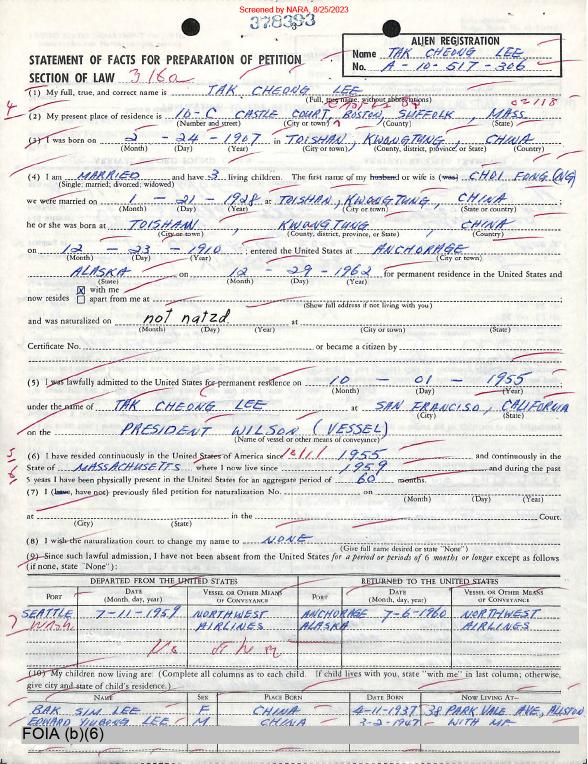 Screened by NARA, 8/25/2023
378393
ALIEN REGISTRATION
Name TAK CHEONG LEE
No. A-10-517-306
STATEMENT OF FACTS FOR PREPARATION OF PETITION
SECTION OF LAW 316a
(1) My full, true, and correct name is TAK CHEONG LEE
(Full, true name, without abbreviations)
02118
(2) My present place of residence is 10-C CASTLE COURT, BOSTON, SUFFOLK, MASS.
(Number and street) (City or town) (County) (State)
(3) I was born on 2 - 24 - 1907 in TOISHAN, KWONGTUNG, CHINA
(Month) (Day) (Year) (City or town) (County, district, province or State) (Country)
(4) I am MARRIED and have 3 living children. The first name of my husband or wife is (was) CHOI FONG (NG)
(Single; married; divorced; widowed)
we were married on 1 - 21 - 1928 at TOISHAN, KWONGTUNG, CHINA
(Month) (Day) (Year) (City or town) (State or country)
he or she was born at TOISHAN, KWONGTUNG, CHINA
(City or town) (County, district, province, or State) (Country)
on 12 - 23 - 1910; entered the United States at ANCHORAGE
(Month) (Day) (Year) (City or town)
ALASKA on 12 - 29 - 1962 for permanent residence in the United States and
(State) (Month) (Day) (Year)
now resides x with me
apart from me at
(Show full address if not living with you)
and was naturalized on not natzd at
(Month) (Day) (Year) (City or town) (State)
Certificate No. or became a citizen by
(5) I was lawfully admitted to the United States for permanent residence on 10 - 01 - 1955
(Month) (Day) (Year)
under the name of TAK CHEONG LEE at SAN FRANCISO, CALIFORNIA
(City) (State)
on the PRESIDENT WILSON (VESSEL)
(Name of vessel or other means of conveyance)
(6) I have resided continuously in the United States of America since 1955 and continuously in the
State of MASSACHUSETTS where I now live since 1959 and during the past
5 years I have been physically present in the United States for an aggregate period of 60 months.
(7) I (have, have not) previously filed petition for naturalization No. on
(Month) (Day) (Year)
at in the Court.
(City) (State)
(8) I wish the naturalization court to change my name to NONE
(Give full name desired or state "None")
(9) Since such lawful admission, I have not been absent from the United States for a period or periods of 6 months or longer except as follows
(if none, state "None"):
DEPARTED FROM THE UNITED STATES RETURNED TO THE UNITED STATES
PORT DATE (Month, day, year) VESSEL OR OTHER MEANS OF CONVEYANCE PORT DATE (Month, day, year) VESSEL OR OTHER MEANS OF CONVEYANCE
SEATTLE 7-11-1959 NORTHWEST ANCHORAGE 7-6-1960 NORTHWEST
Wash. AIRLINES ALASKA AIRLINES
(10) My children now living are: (Complete all columns as to each child. If child lives with you, state "with me" in last column; otherwise,
give city and state of child's residence.)
NAME SEX PLACE BORN DATE BORN NOW LIVING AT—
BAK SIM LEE F CHINA 4-11-1937 38 PARK VALE AVE, ALLSTON
EDWARD LEE M CHINA 3-2-1947 WITH ME
FOIA (b)(6)